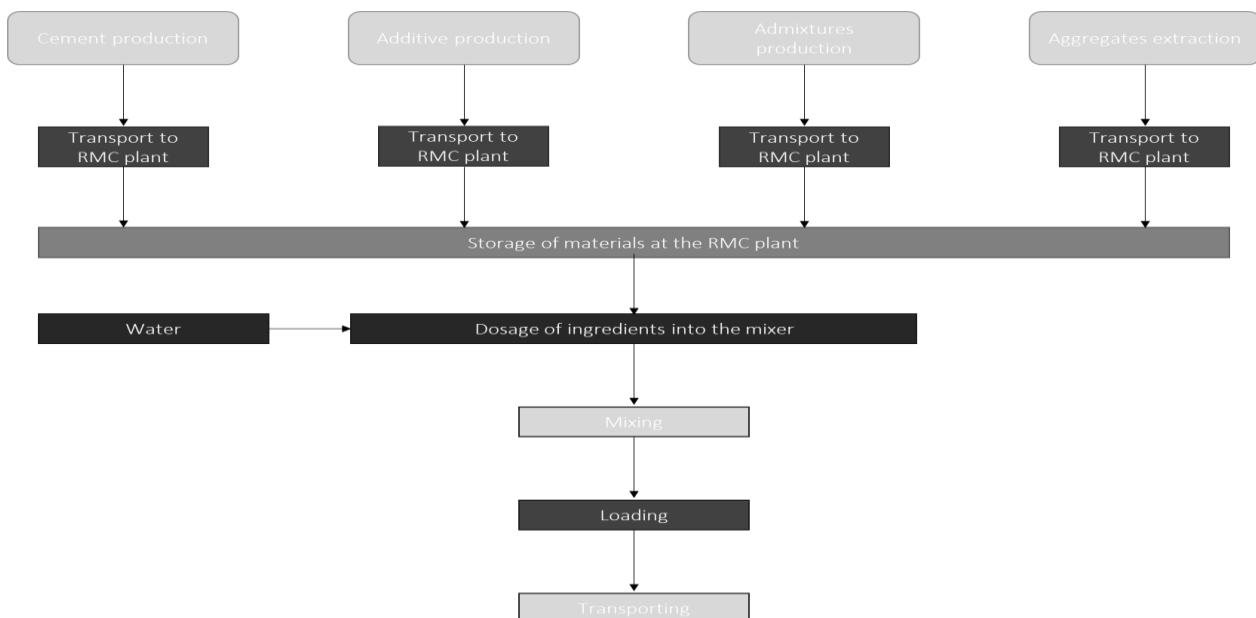 Cement production
Additive production
Admixtures
production
Aggregates extraction
Transport to
RMC plant
Transport to
RMC plant
Transport to
RMC plant
Transport to
RMC plant
Storage of materials at the RMC plant
Water
Dosage of ingredients into the mixer
Mixing
Loading
Transporting